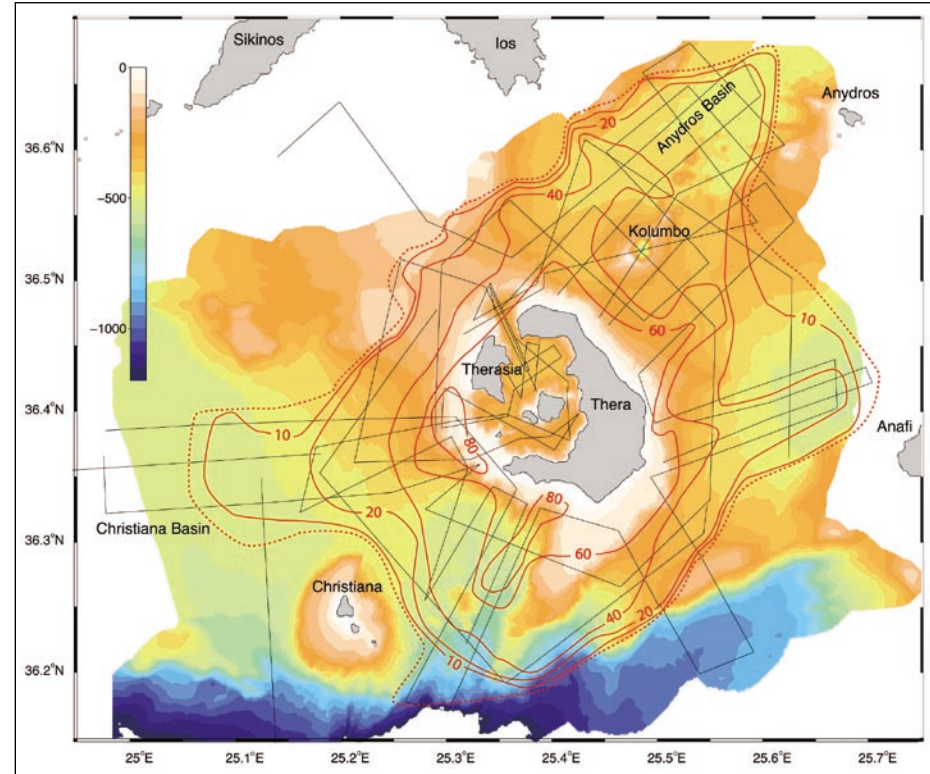 Sikinos
Ios
0
Anydros
20
Anydros Basin
36.6°N
40
-500
Kolumbo
36.5°N
60
10
-1000
Therasia
Thera
36.4°N
10
80
Anafi
80
20
Christiana Basin
60
36.3°N
Christiana
40
20
10
36.2°N
25°E
25.1°E
25.2°E
25.3°E
25.4°E
25.5°E
25.6°E
25.7°E